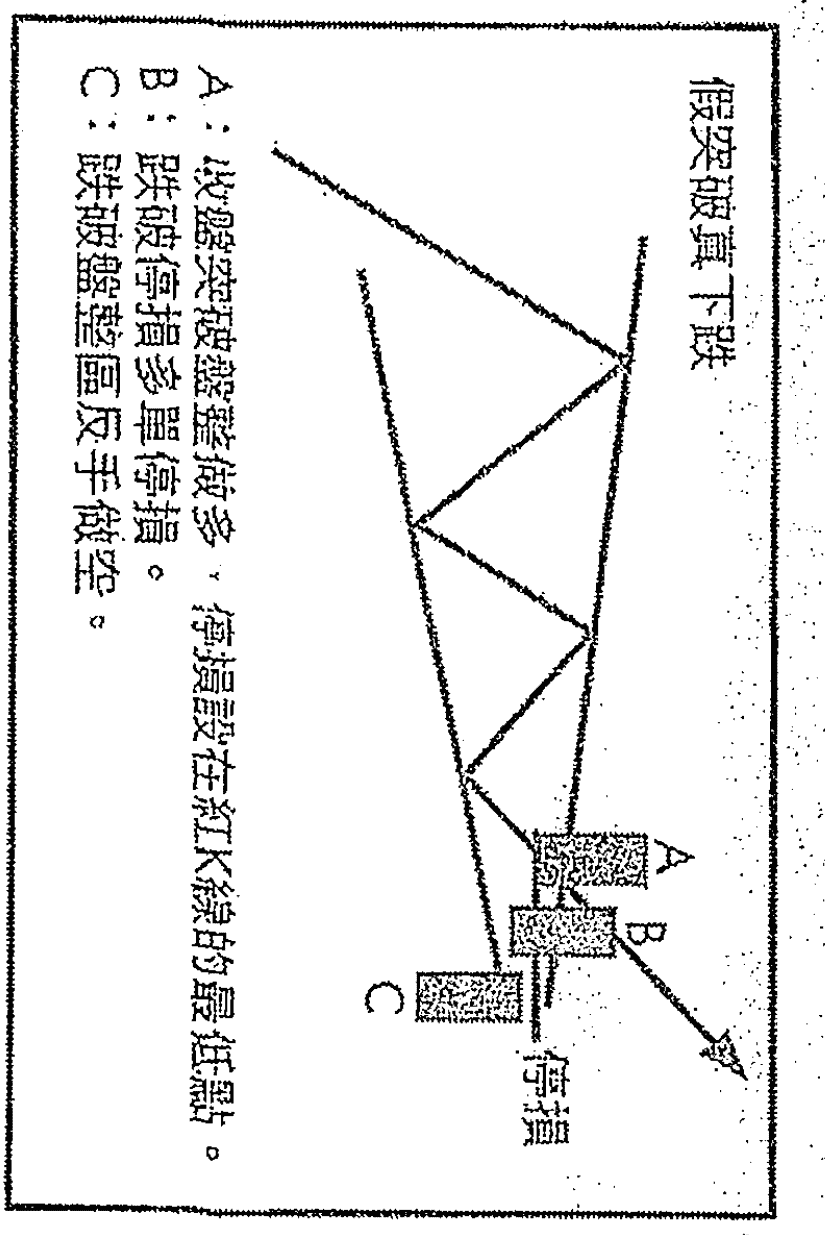 假突破真下跌
A
B
C
停損
A：收盤突破盤整做多，停損設在紅K線的最低點。
B：跌破停損多單停損。
C：跌破盤整區反手做空。